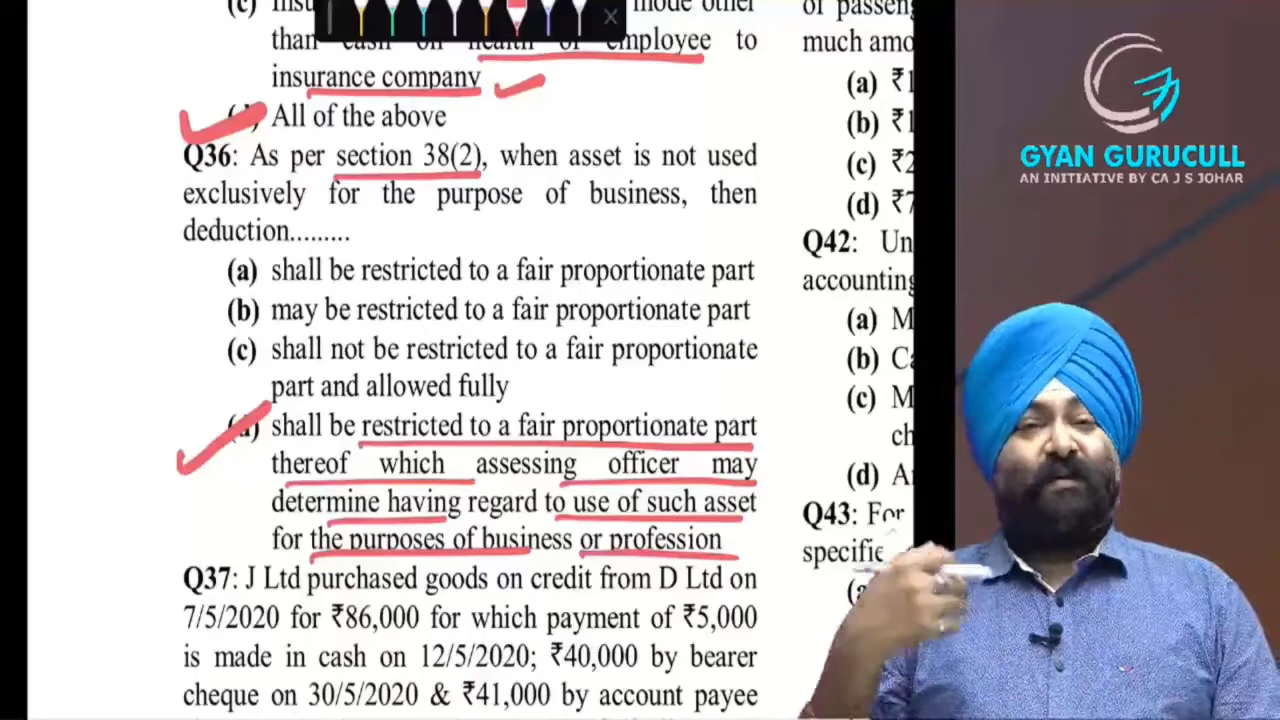 mode other
than cash on health of employee to
insurance company
All of the above
Q36: As per section 38(2), when asset is not used
exclusively for the purpose of business, then
deduction.........
(a) shall be restricted to a fair proportionate part
(b) may be restricted to a fair proportionate part
(c) shall not be restricted to a fair proportionate
part and allowed fully
shall be restricted to a fair proportionate part
thereof which assessing officer may
determine having regard to use of such asset
for the purposes of business or profession
Q37: J Ltd purchased goods on credit from D Ltd on
7/5/2020 for ₹86,000 for which payment of ₹5,000
is made in cash on 12/5/2020; ₹40,000 by bearer
cheque on 30/5/2020 & ₹41,000 by account payee
of
much
(a)
(b)
(c)
(d)
Q42:
accounting
(a)
(b)
(c)
(d)
Q43: For
GYAN GURUCULL
AN INITIATIVE BY CA J S JOHAR